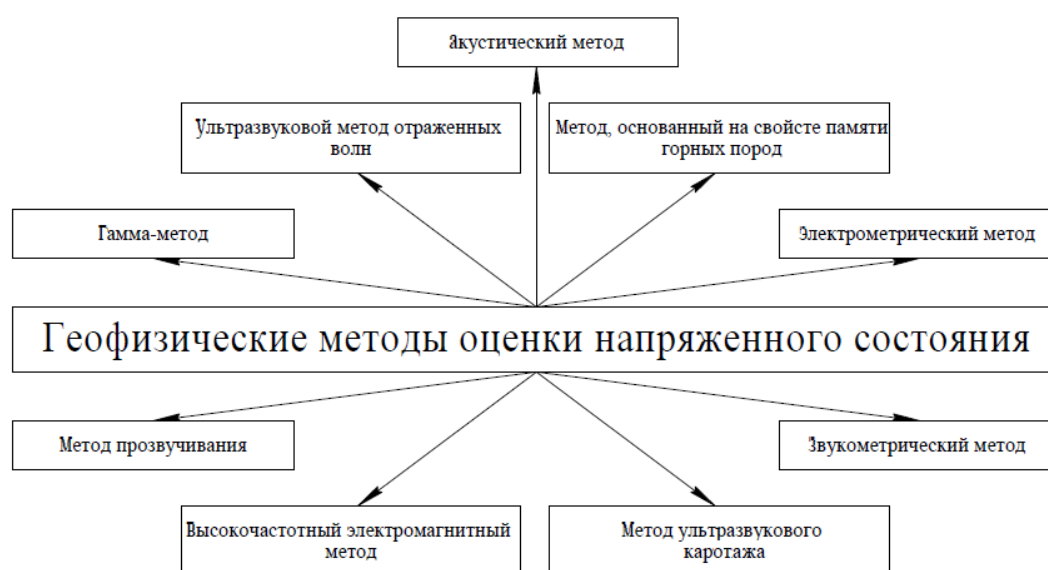 Акустический метод
Ультразвуковой метод отраженных
волн
Метод, основанный на свойсте памяти
горных пород
Гамма-метод
Электрометрический метод
Геофизические методы оценки напряженного состояния
Метод прозвучивания
Звукометрический метод
Высокочастотный электромагнитный
метод
Метод ультразвукового
каротажа